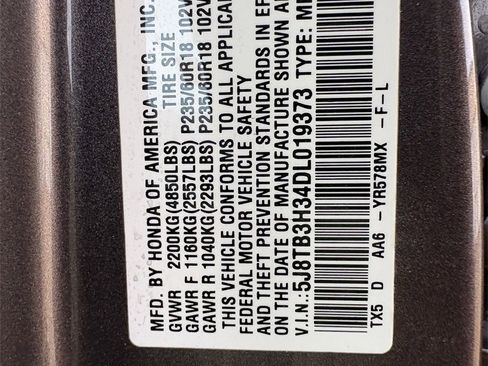 MFD. BY HONDA OF AMERICA MFG., INC.
TIRE SIZE
GVWR 2200KG(4850LBS)
GAWR F 1160KG(2557LBS) P235/60R18 102V
GAWR R 1040KG(2293LBS) P235/60R18 102V
THIS VEHICLE CONFORMS TO ALL APPLICA
FEDERAL MOTOR VEHICLE SAFETY
AND THEFT PREVENTION STANDARDS IN EF
ON THE DATE OF MANUFACTURE SHOWN A
V.I.N.: 5J8TB3H34DL019373 TYPE: M
TX5 D AA6 -YR578MX -F-L